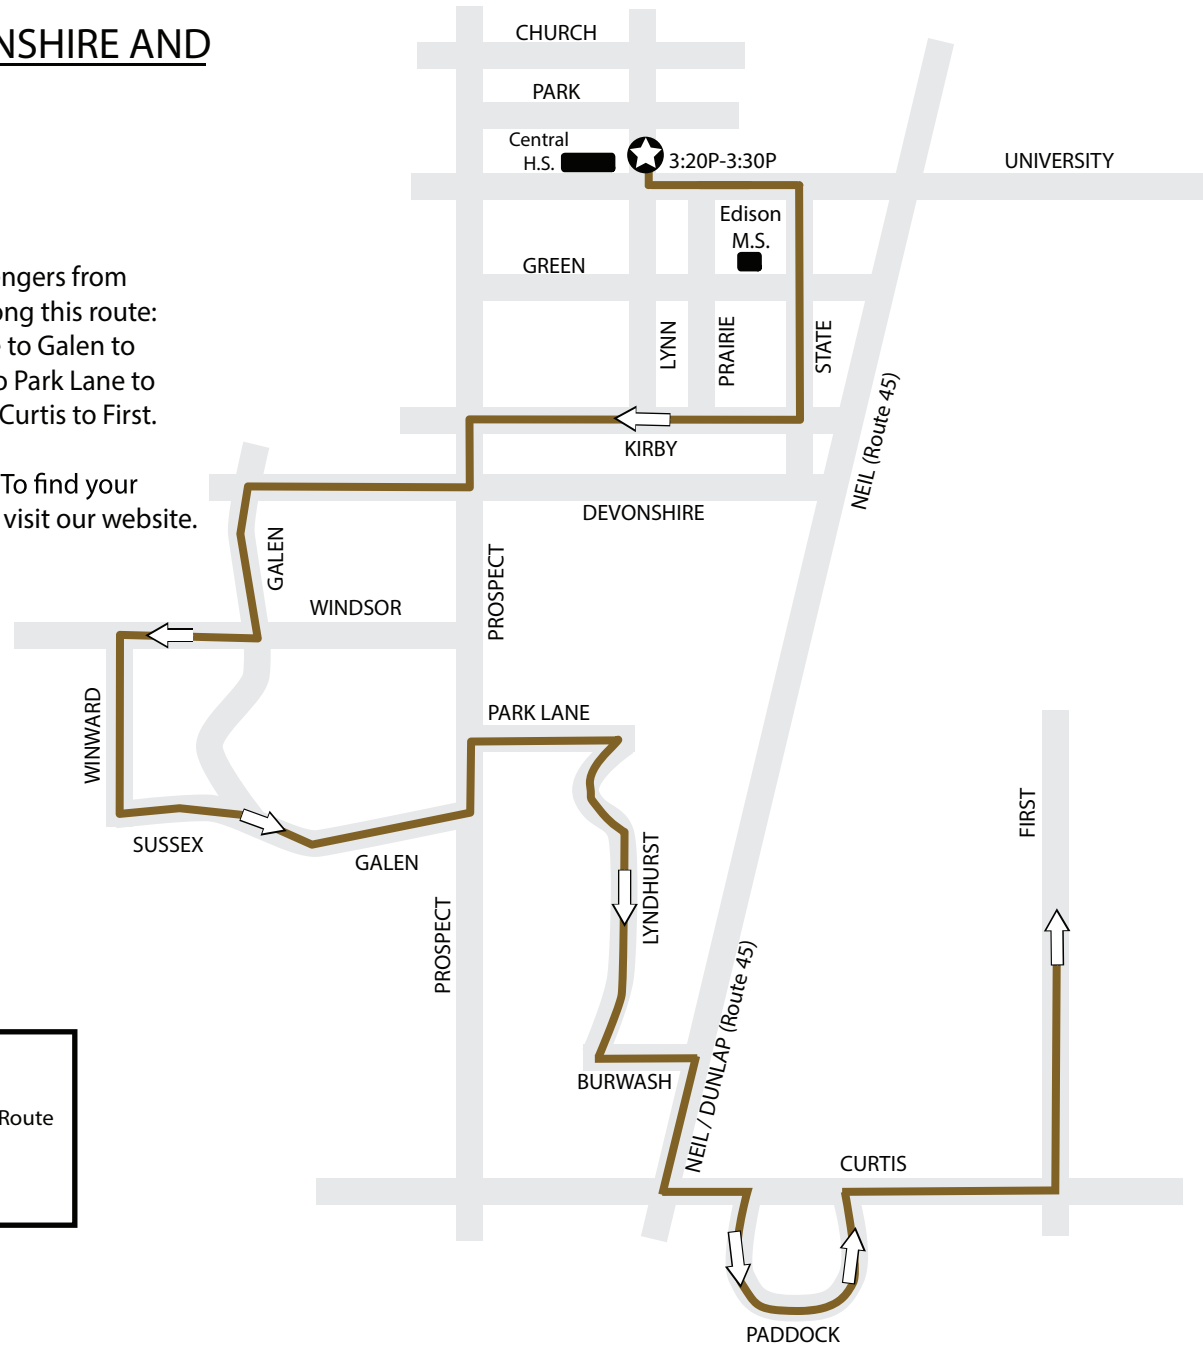 NSHIRE AND
CHURCH
PARK
Central
H.S.
3:20P-3:30P
UNIVERSITY
Edison
M.S.
GREEN
engers from
ong this route:
e to Galen to
o Park Lane to
Curtis to First.
To find your
visit our website.
LYNN
PRAIRIE
STATE
NEIL (Route 45)
KIRBY
DEVONSHIRE
GALEN
PROSPECT
WINDSOR
WINWARD
PARK LANE
SUSSEX
GALEN
LYNDHURST
FIRST
PROSPECT
NEIL / DUNLAP (Route 45)
BURWASH
Route
CURTIS
PADDOCK